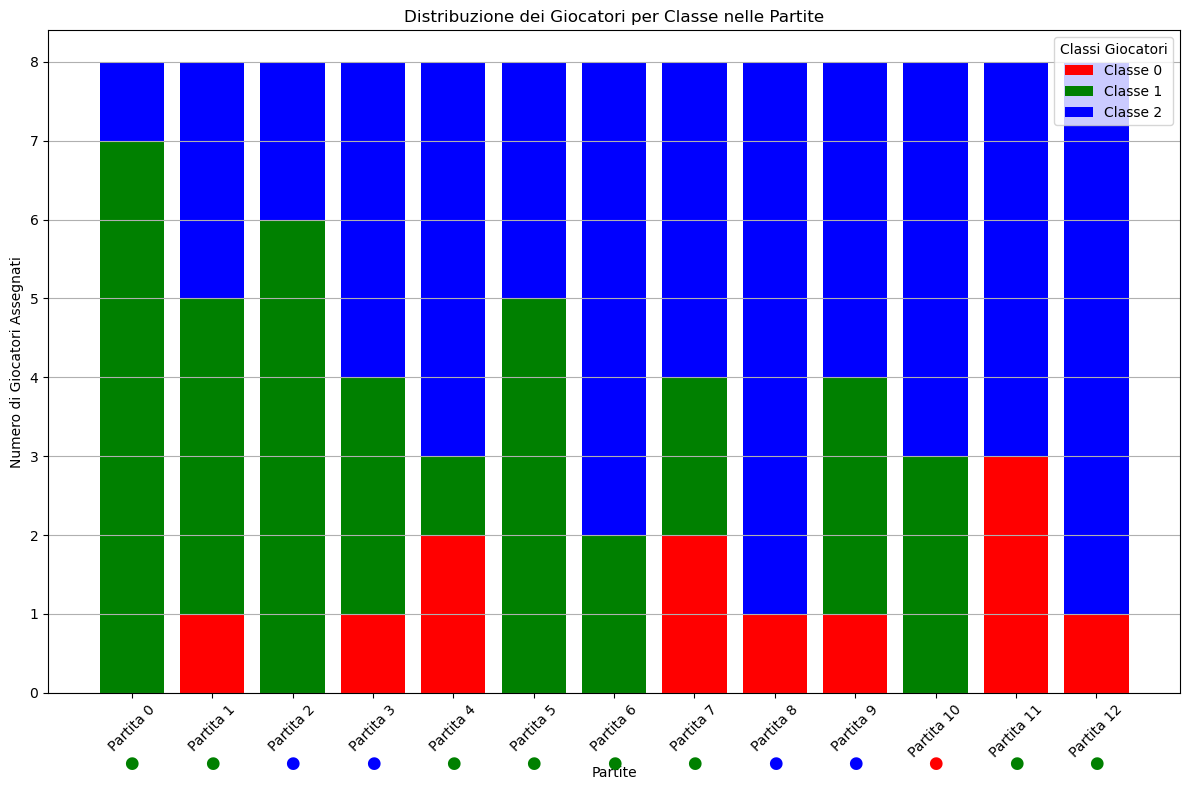 Distribuzione dei Giocatori per Classe nelle Partite
Classi Giocatori
Classe 0
Classe 1
Classe 2
Numero di Giocatori Assegnati
8
7
6
5
4
3
2
1
0
Partita 0
Partita 1
Partita 2
Partita 3
Partita 4
Partita 5
Partita 6
Partita 7
Partita 8
Partita 9
Partita 10
Partita 11
Partita 12
Partite